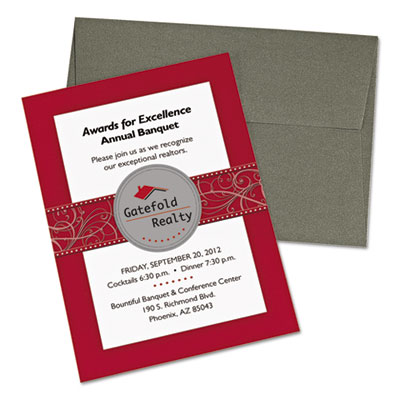 Awards for Excellence
Annual Banquet
Please join us as we recognize
our exceptional realtors.
Gatefold
Realty
FRIDAY, SEPTEMBER 20, 2012
Cocktails 6:30 p.m. • Dinner 7:30 p.m.
Bountiful Banquet & Conference Center
190 S. Richmond Blvd.
Phoenix, AZ 85043